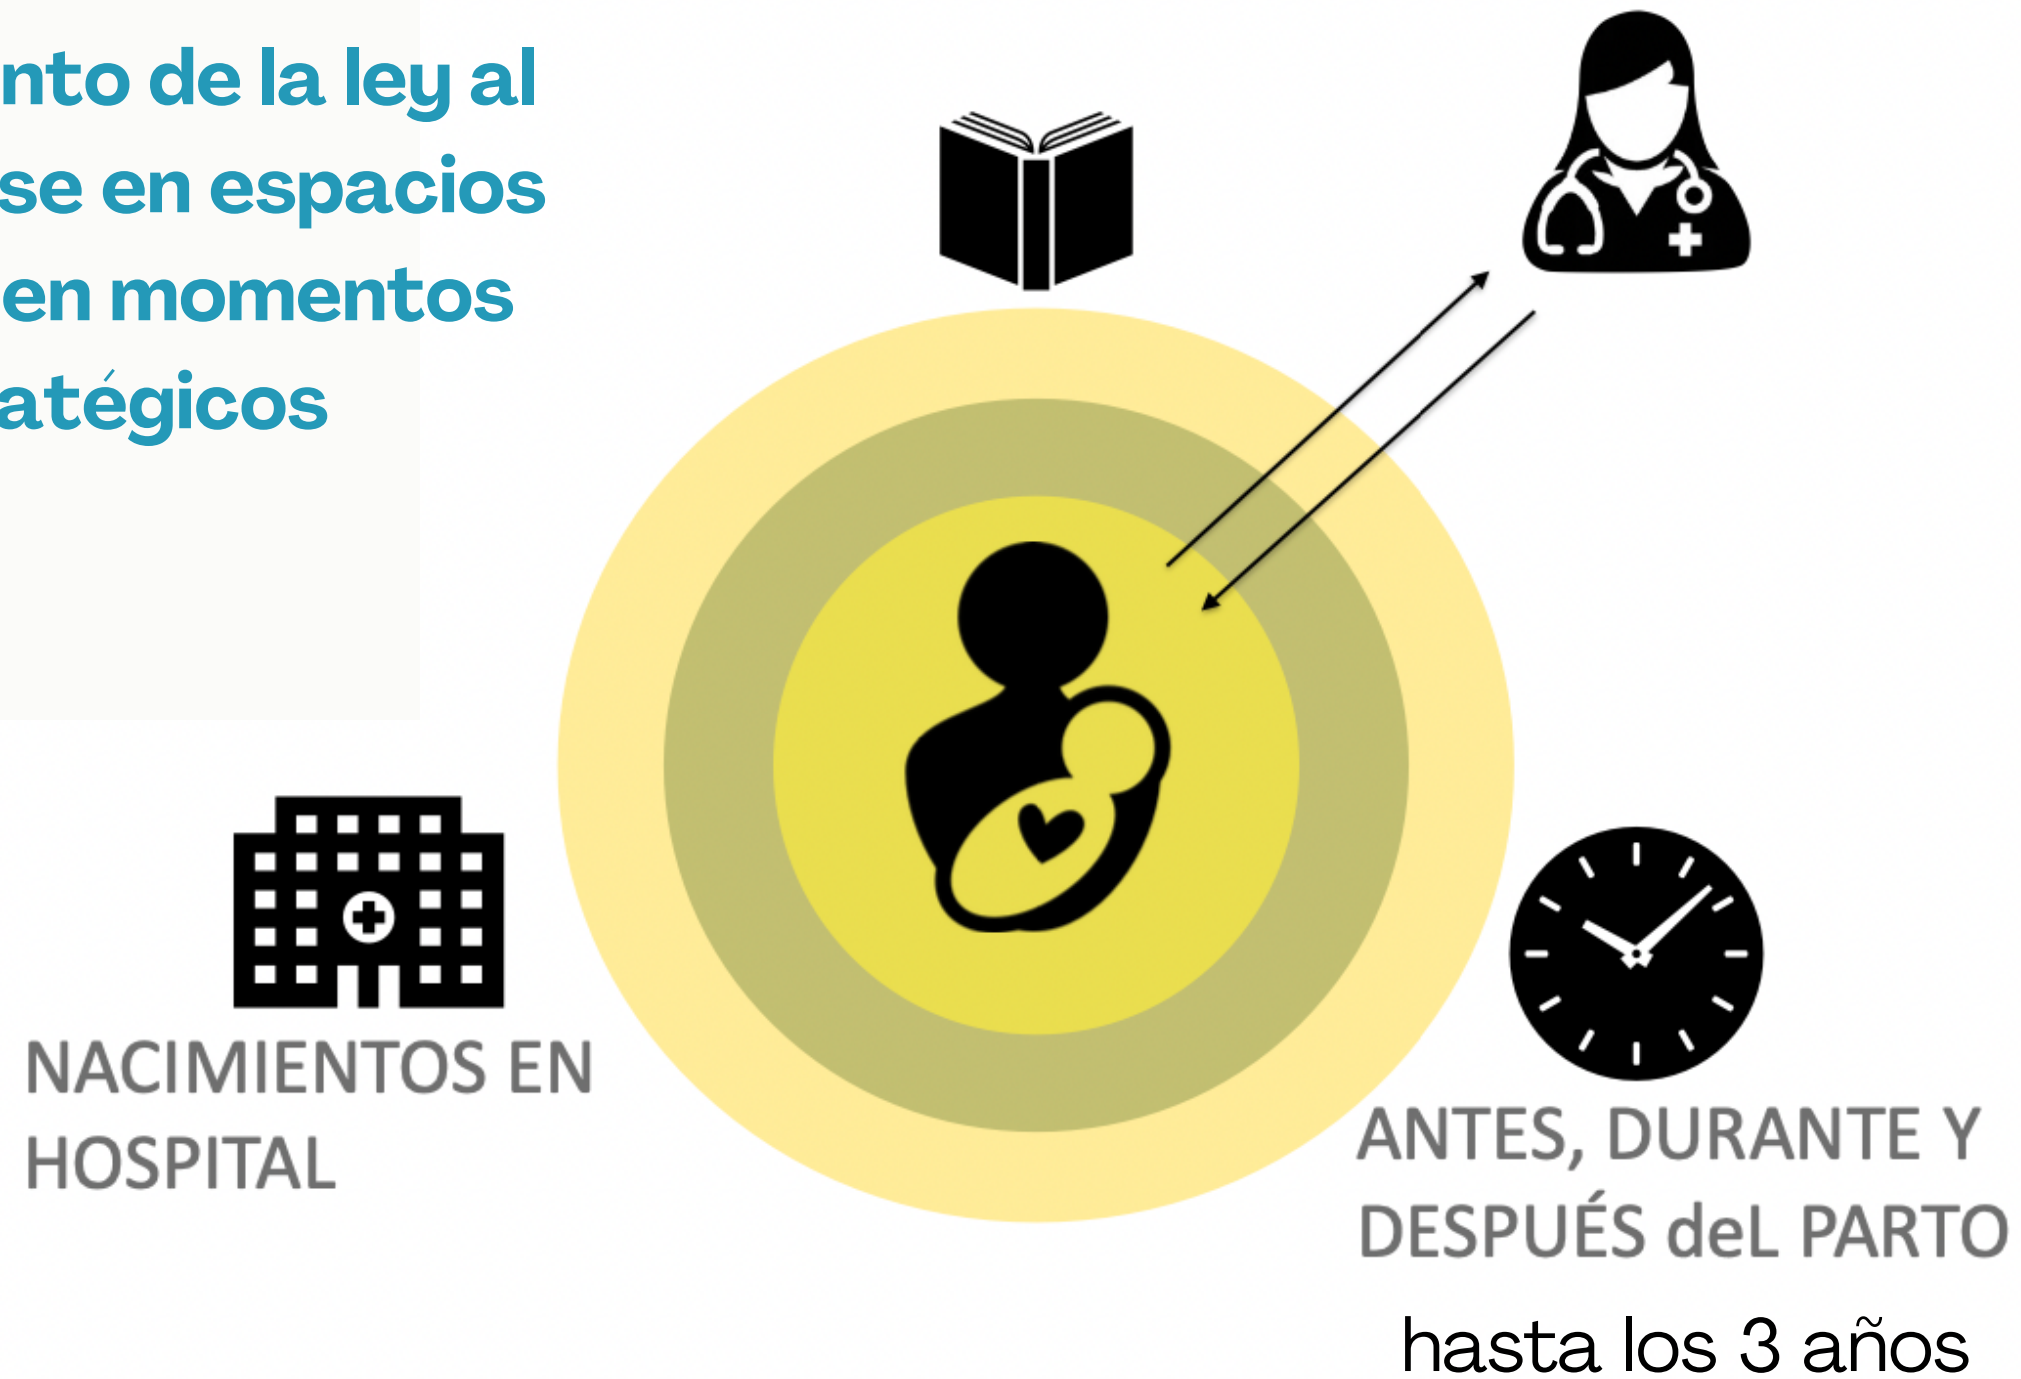 nto de la ley al
se en espacios
en momentos
atégicos
NACIMIENTOS EN
HOSPITAL
ANTES, DURANTE Y
DESPUÉS deL PARTO
hasta los 3 años